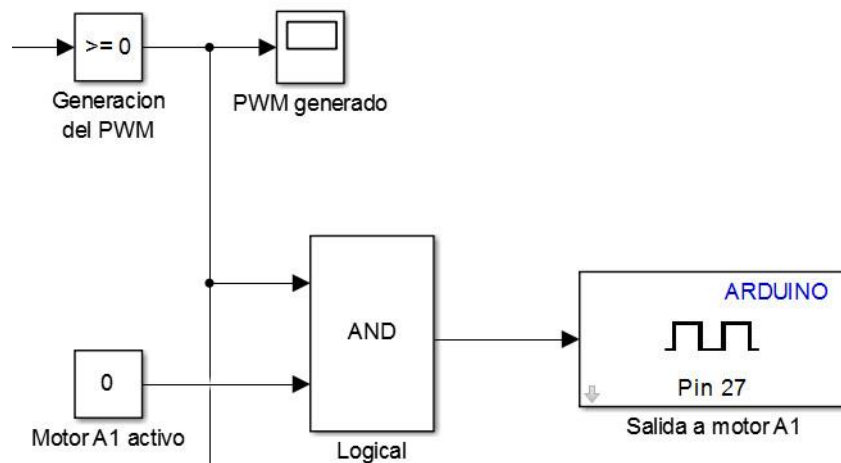 >= 0
Generacion
del PWM
PWM generado
AND
Logical
0
Motor A1 activo
ARDUINO
Pin 27
Salida a motor A1